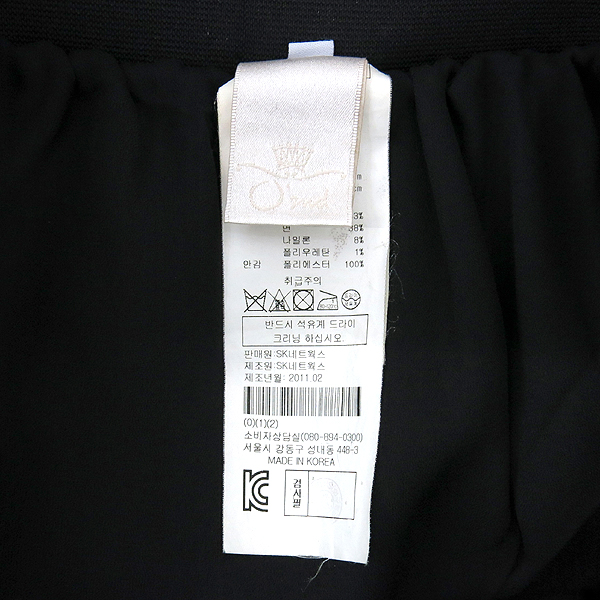 m
cm
3%
면 38%
나일론 8%
폴리우레탄 1%
안감 폴리에스터 100%
취급주의
반드시 석유계 드라이
크리닝 하십시오.
판매원:SK네트웍스
제조원:SK네트웍스
제조년월: 2011.02
(0)(1)(2)
소비자상담실(080-894-0300)
서울시 강동구 성내동 448-3
MADE IN KOREA
검사필